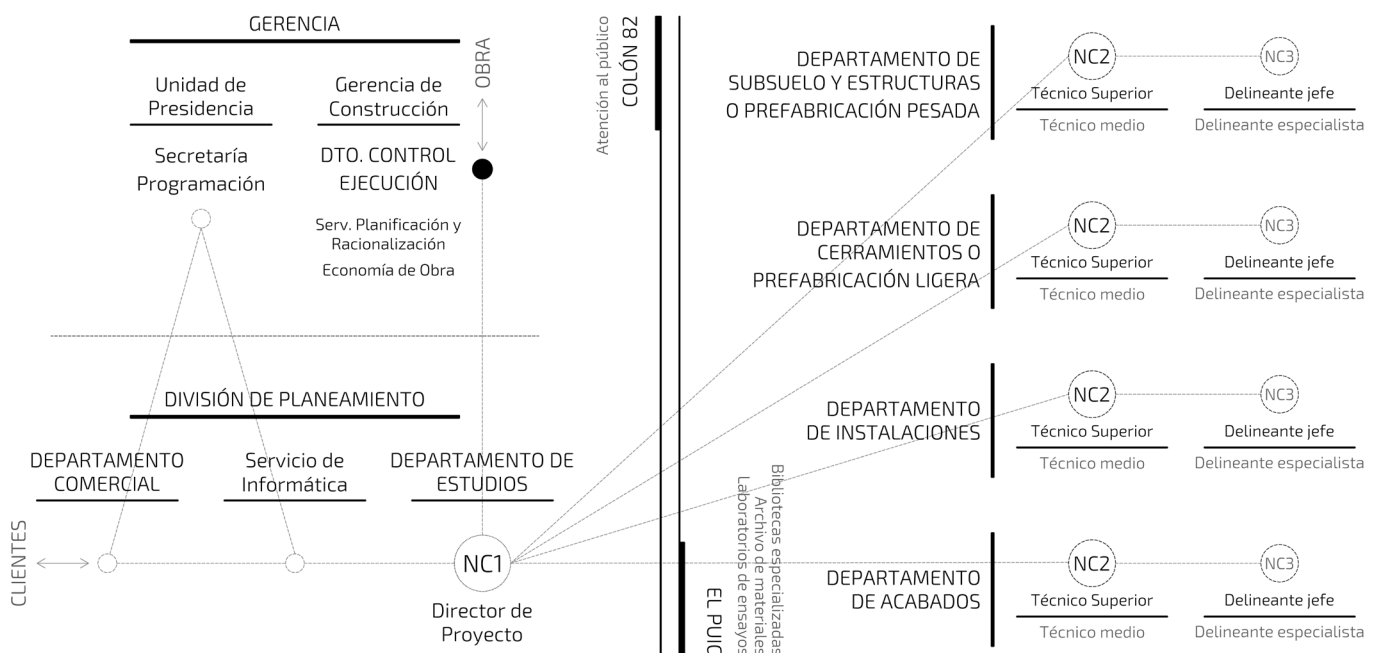 GERENCIA
Unidad de
Presidencia
Secretaría
Programación
Gerencia de
Construcción
DTO. CONTROL
EJECUCIÓN
Serv. Planificación y
Racionalización
Economía de Obra
OBRA
DIVISIÓN DE PLANEAMIENTO
DEPARTAMENTO
COMERCIAL
Servicio de
Informática
DEPARTAMENTO DE
ESTUDIOS
CLIENTES
NC1
Director de
Proyecto
Atención al público
COLÓN 82
Bibliotecas especializadas
Archivo de materiales
Laboratorios de ensayos
EL PUIG
DEPARTAMENTO DE
SUBSUELO Y ESTRUCTURAS
O PREFABRICACIÓN PESADA
NC2
Técnico Superior
Técnico medio
NC3
Delineante jefe
Delineante especialista
DEPARTAMENTO DE
CERRAMIENTOS O
PREFABRICACIÓN LIGERA
NC2
Técnico Superior
Técnico medio
NC3
Delineante jefe
Delineante especialista
DEPARTAMENTO
DE INSTALACIONES
NC2
Técnico Superior
Técnico medio
NC3
Delineante jefe
Delineante especialista
DEPARTAMENTO
DE ACABADOS
NC2
Técnico Superior
Técnico medio
NC3
Delineante jefe
Delineante especialista